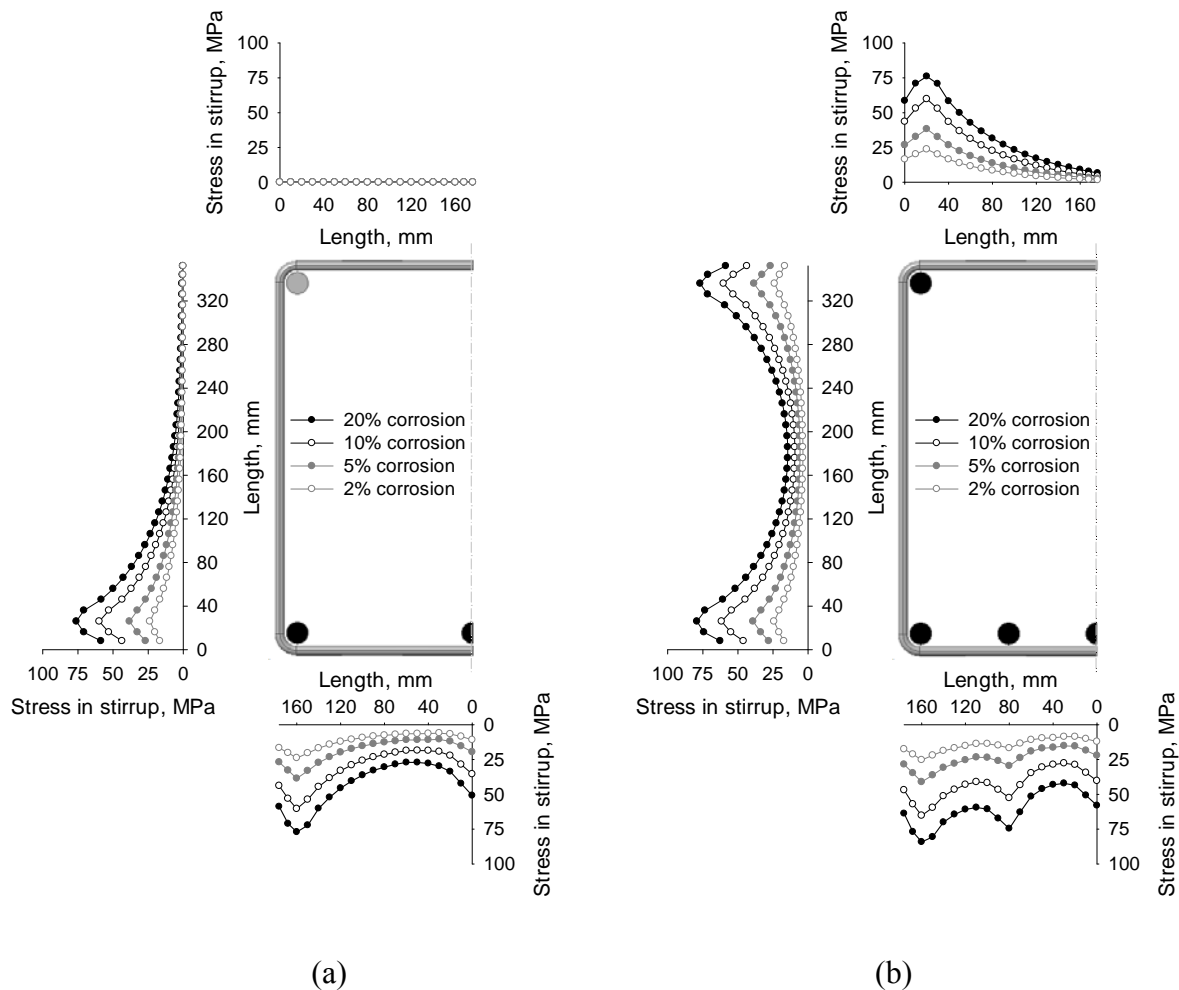 Stress in stirrup, MPa
100
75
50
25
0
0 40 80 120 160
Length, mm
320
280
240
200
160
120
80
40
0
Length, mm
100 75 50 25 0
Stress in stirrup, MPa
20% corrosion
10% corrosion
5% corrosion
2% corrosion
Length, mm
160 120 80 40 0
0
25
50
75
100
Stress in stirrup, MPa
(a)
Stress in stirrup, MPa
100
75
50
25
0
0 40 80 120 160
Length, mm
320
280
240
200
160
120
80
40
0
Length, mm
100 75 50 25 0
Stress in stirrup, MPa
20% corrosion
10% corrosion
5% corrosion
2% corrosion
Length, mm
160 120 80 40 0
0
25
50
75
100
Stress in stirrup, MPa
(b)